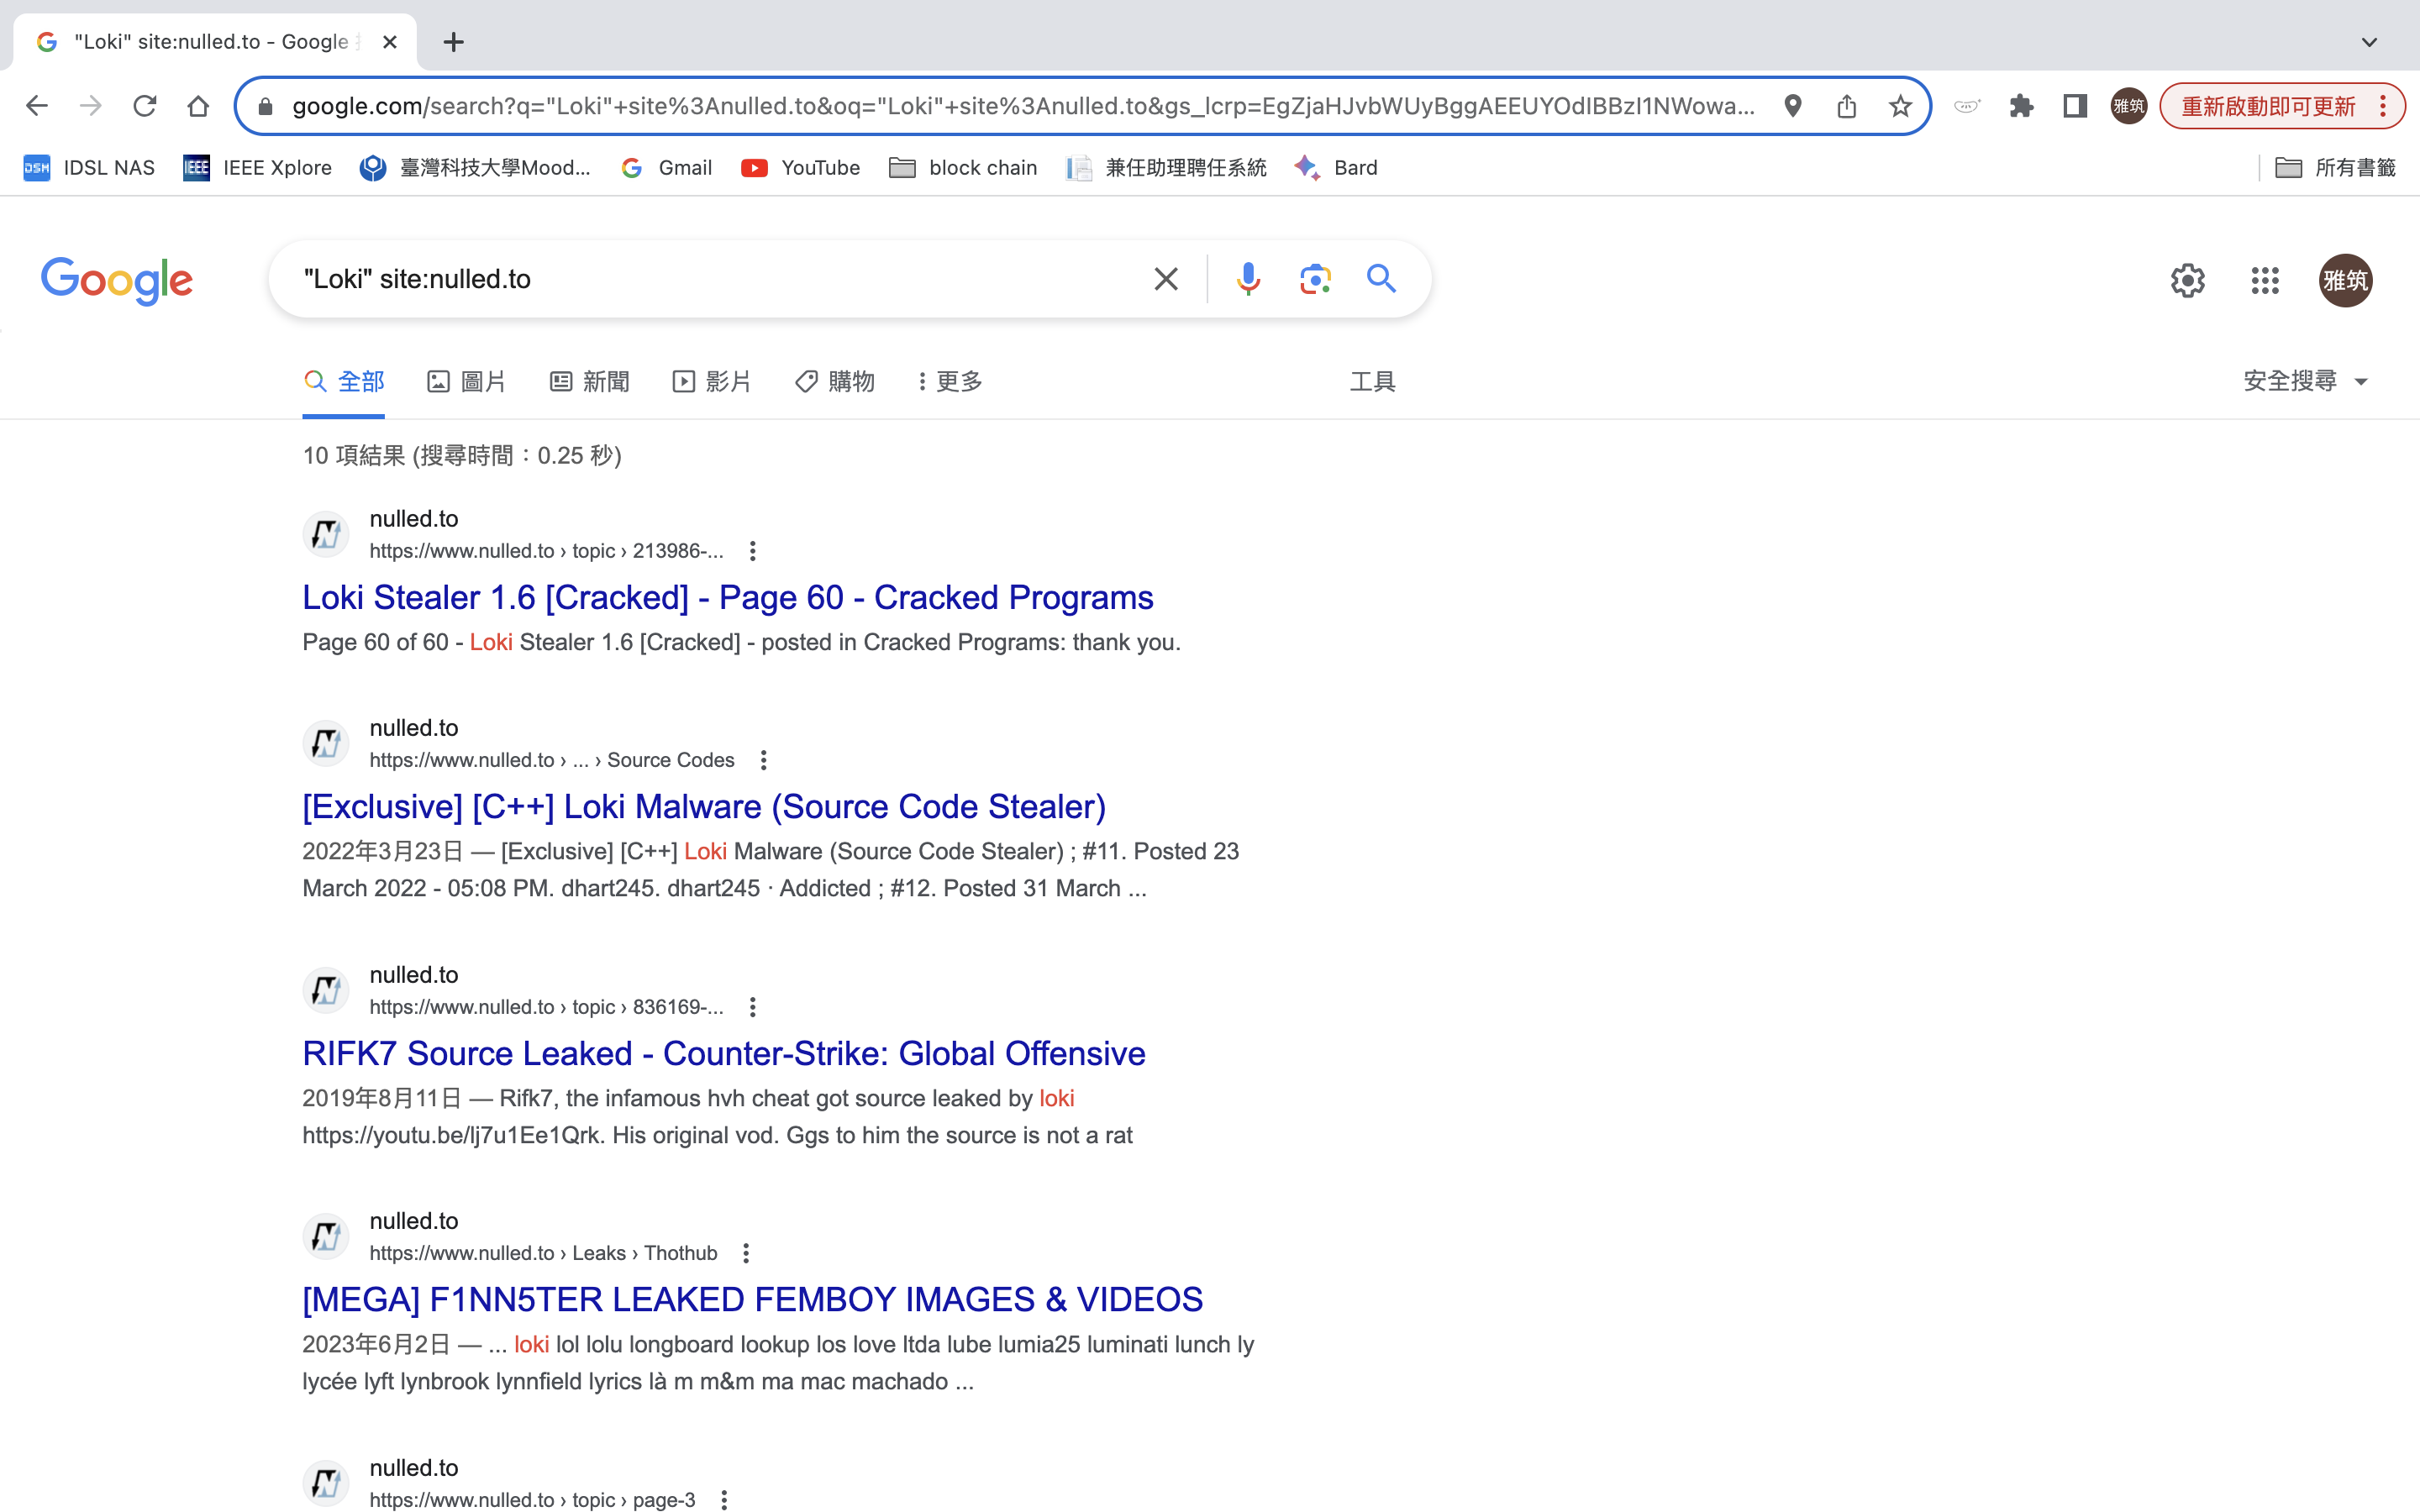 "Loki" site:nulled.to - Google
google.com/search?q="Loki"+site%3Anulled.to&oq="Loki"+site%3Anulled.to&gs_lcrp=EgZjaHJvbWUyBggAEEUYOdIBBzI1NWowa...
雅筑
重新啟動即可更新
IDSL NAS
IEEE Xplore
臺灣科技大學Mood...
Gmail
YouTube
block chain
兼任助理聘任系統
Bard
所有書籤
Google
"Loki" site:nulled.to
雅筑
全部
圖片
新聞
影片
購物
更多
工具
安全搜尋
10 項結果 (搜尋時間：0.25 秒)
nulled.to
https://www.nulled.to › topic › 213986-...
Loki Stealer 1.6 [Cracked] - Page 60 - Cracked Programs
Page 60 of 60 - Loki Stealer 1.6 [Cracked] - posted in Cracked Programs: thank you.
nulled.to
https://www.nulled.to › ... › Source Codes
[Exclusive] [C++] Loki Malware (Source Code Stealer)
2022年3月23日 — [Exclusive] [C++] Loki Malware (Source Code Stealer) ; #11. Posted 23
March 2022 - 05:08 PM. dhart245. dhart245 · Addicted ; #12. Posted 31 March ...
nulled.to
https://www.nulled.to › topic › 836169-...
RIFK7 Source Leaked - Counter-Strike: Global Offensive
2019年8月11日 — Rifk7, the infamous hvh cheat got source leaked by loki
https://youtu.be/lj7u1Ee1Qrk. His original vod. Ggs to him the source is not a rat
nulled.to
https://www.nulled.to › Leaks › Thothub
[MEGA] F1NN5TER LEAKED FEMBOY IMAGES & VIDEOS
2023年6月2日 — ... loki lol lolu longboard lookup los love ltda lube lumia25 luminati lunch ly
lycée lyft lynbrook lynnfield lyrics là m m&m ma mac machado ...
nulled.to
https://www.nulled.to › topic › page-3